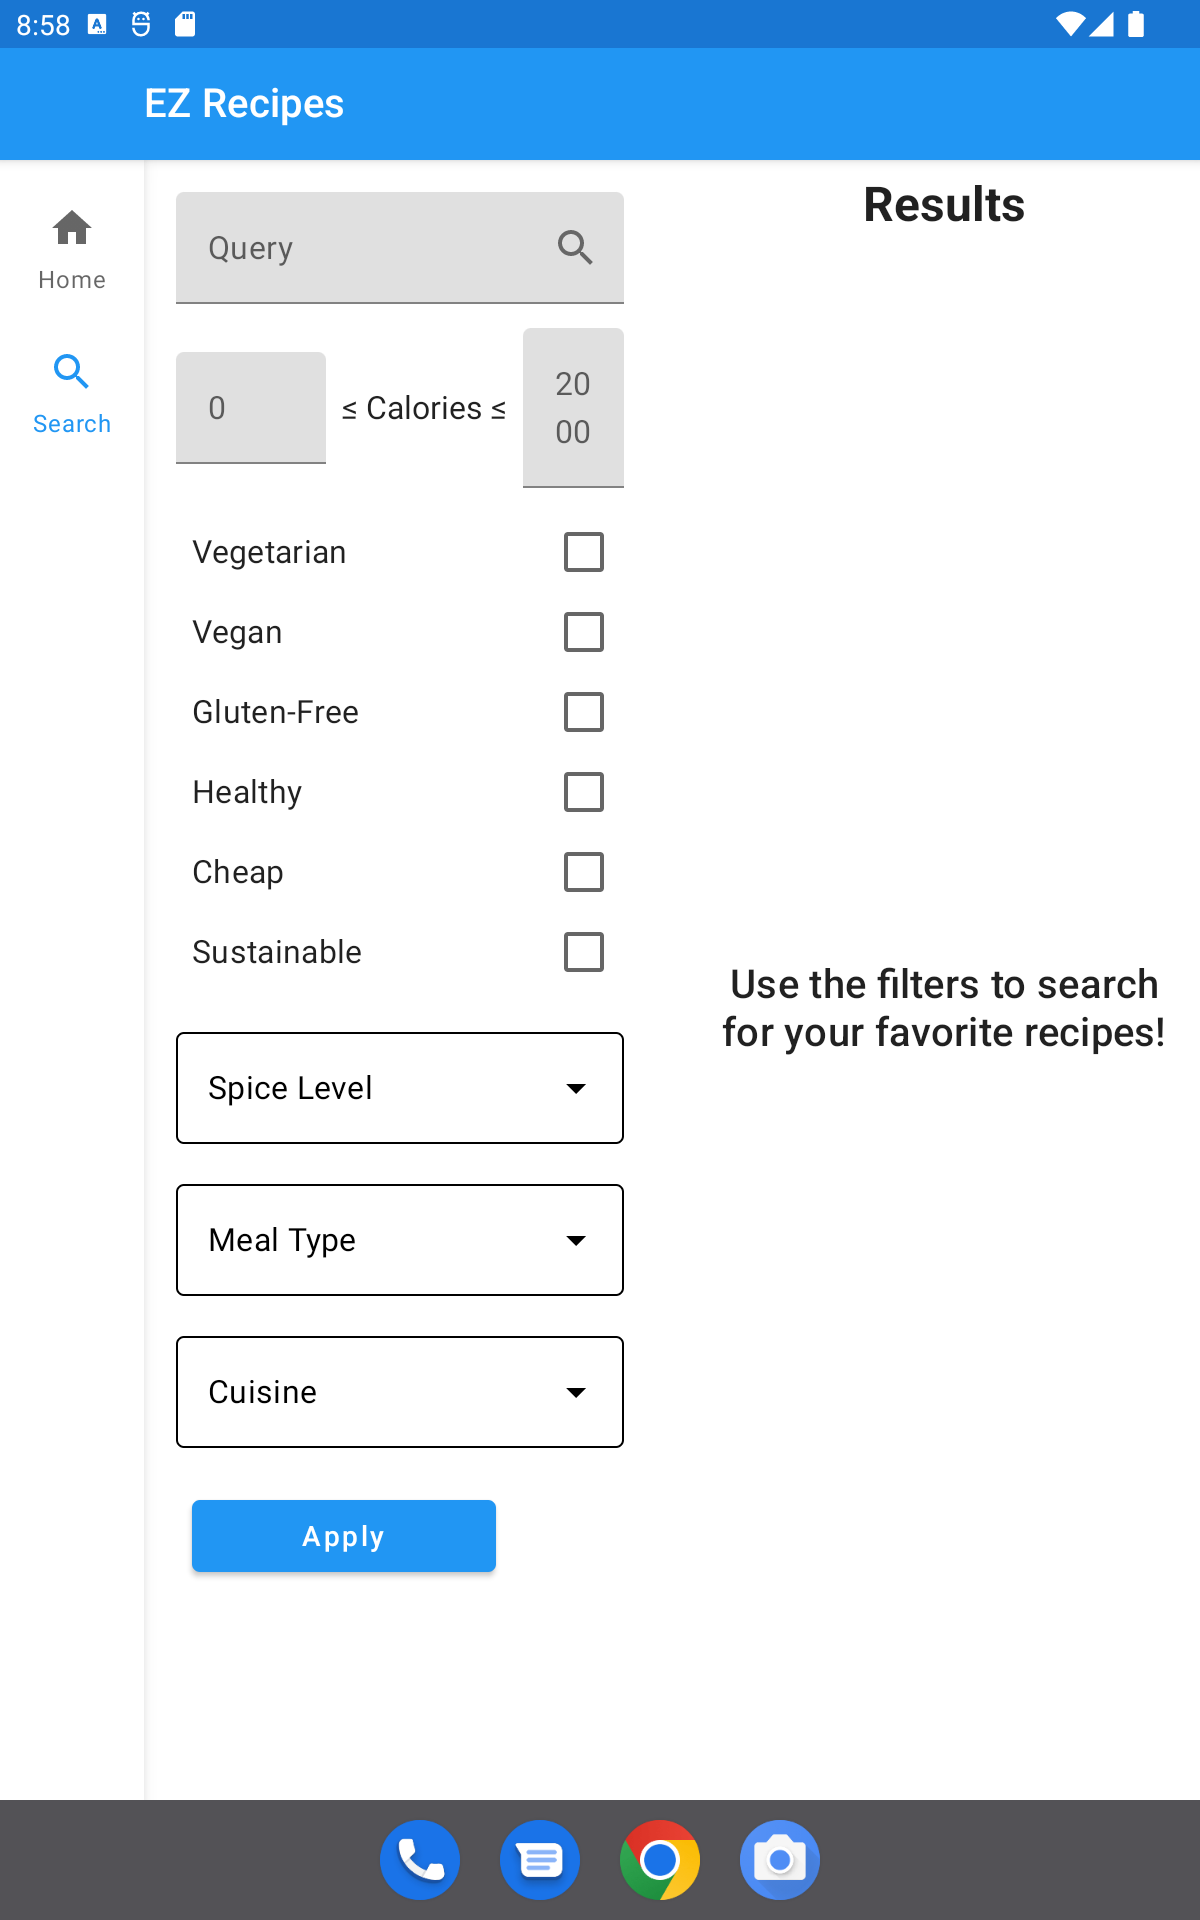 8:58
EZ Recipes
Home
Search
Query
0
≤ Calories ≤
20
00
Vegetarian
Vegan
Gluten-Free
Healthy
Cheap
Sustainable
Spice Level
Meal Type
Cuisine
Apply
Results
Use the filters to search
for your favorite recipes!